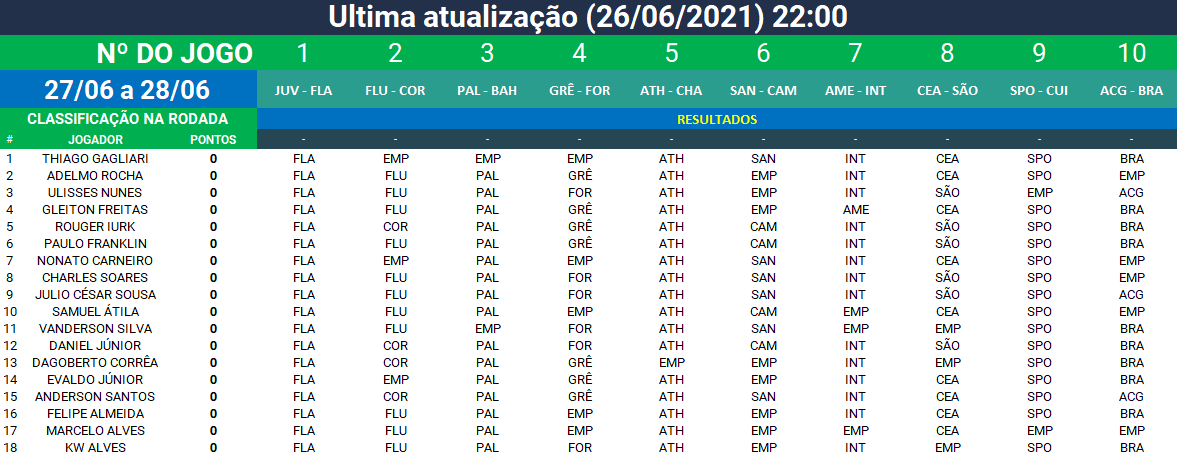 Ultima atualização (26/06/2021) 22:00
Nº DO JOGO 1 2 3 4 5 6 7 8 9 10
27/06 a 28/06 JUV - FLA FLU - COR PAL - BAH GRÊ - FOR ATH - CHA SAN - CAM AME - INT CEA - SÃO SPO - CUI ACG - BRA
CLASSIFICAÇÃO NA RODADA RESULTADOS
# JOGADOR PONTOS - - - - - - - - - -
1 THIAGO GAGLIARI 0 FLA EMP EMP EMP ATH SAN INT CEA SPO BRA
2 ADELMO ROCHA 0 FLA FLU PAL GRÊ ATH EMP INT CEA SPO EMP
3 ULISSES NUNES 0 FLA FLU PAL FOR ATH EMP INT SÃO EMP ACG
4 GLEITON FREITAS 0 FLA FLU PAL GRÊ ATH EMP AME CEA SPO BRA
5 ROUGER IURK 0 FLA COR PAL GRÊ ATH CAM INT SÃO SPO BRA
6 PAULO FRANKLIN 0 FLA FLU PAL GRÊ ATH CAM INT SÃO SPO BRA
7 NONATO CARNEIRO 0 FLA EMP PAL EMP ATH SAN INT CEA SPO EMP
8 CHARLES SOARES 0 FLA FLU PAL FOR ATH SAN INT SÃO SPO EMP
9 JULIO CÉSAR SOUSA 0 FLA FLU PAL FOR ATH SAN INT SÃO SPO ACG
10 SAMUEL ÁTILA 0 FLA FLU PAL EMP ATH CAM EMP CEA SPO EMP
11 VANDERSON SILVA 0 FLA FLU EMP FOR ATH SAN EMP EMP SPO BRA
12 DANIEL JÚNIOR 0 FLA COR PAL FOR ATH CAM INT SÃO SPO BRA
13 DAGOBERTO CORRÊA 0 FLA COR PAL GRÊ EMP EMP INT EMP SPO BRA
14 EVALDO JÚNIOR 0 FLA EMP PAL GRÊ ATH EMP INT CEA SPO BRA
15 ANDERSON SANTOS 0 FLA COR PAL GRÊ ATH SAN INT CEA SPO ACG
16 FELIPE ALMEIDA 0 FLA FLU PAL EMP ATH EMP INT CEA SPO BRA
17 MARCELO ALVES 0 FLA FLU PAL EMP ATH EMP EMP CEA EMP EMP
18 KW ALVES 0 FLA FLU PAL FOR ATH EMP INT EMP SPO BRA